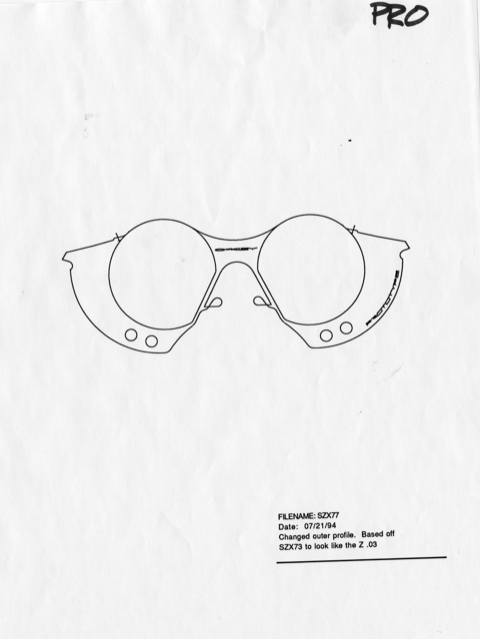 PRO
OAKLEY
PROTOTYPE
FILENAME: SZX77
Date: 07/21/94
Changed outer profile. Based off
SZX73 to look like the Z .03